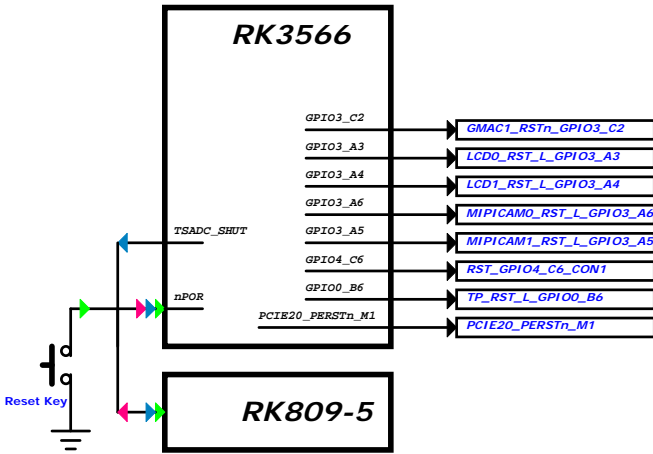 RK3566
GPIO3_C2
GMAC1_RSTn_GPIO3_C2
GPIO3_A3
LCD0_RST_L_GPIO3_A3
GPIO3_A4
LCD1_RST_L_GPIO3_A4
GPIO3_A6
MIPICAM0_RST_L_GPIO3_A6
TSADC_SHUT
GPIO3_A5
MIPICAM1_RST_L_GPIO3_A5
GPIO4_C6
RST_GPIO4_C6_CON1
nPOR
GPIO0_B6
TP_RST_L_GPIO0_B6
PCIE20_PERSTn_M1
PCIE20_PERSTn_M1
Reset Key
RK809-5